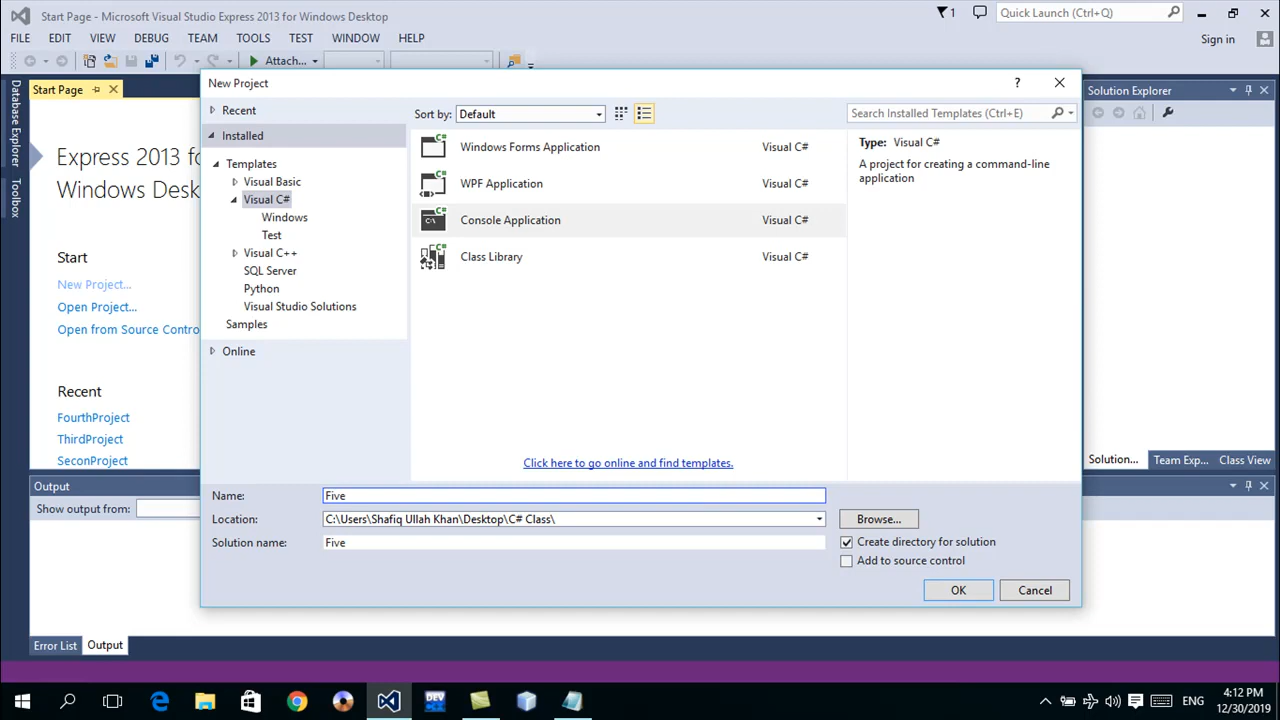 Start Page - Microsoft Visual Studio Express 2013 for Windows Desktop
1
Quick Launch (Ctrl+Q)
FILE EDIT VIEW DEBUG TEAM TOOLS TEST WINDOW HELP
Sign in
Attach...
Database Explorer
Toolbox
Start Page
Express 2013 fo
Windows Desk
Start
New Project...
Open Project...
Open from Source Contro
Recent
FourthProject
ThirdProject
SeconProject
New Project
?
Recent
Installed
Templates
Visual Basic
Visual C#
Windows
Test
Visual C++
SQL Server
Python
Visual Studio Solutions
Samples
Online
Sort by: Default
Search Installed Templates (Ctrl+E)
Windows Forms Application Visual C#
WPF Application Visual C#
Console Application Visual C#
Class Library Visual C#
Type: Visual C#
A project for creating a command-line
application
Click here to go online and find templates.
Name: Five
Location: C:\Users\Shafiq Ullah Khan\Desktop\C# Class\
Browse...
Solution name: Five
Create directory for solution
Add to source control
OK Cancel
Solution Explorer
Solution... Team Exp... Class View
Output
Show output from:
Error List Output
DEV
ENG
4:12 PM
12/30/2019